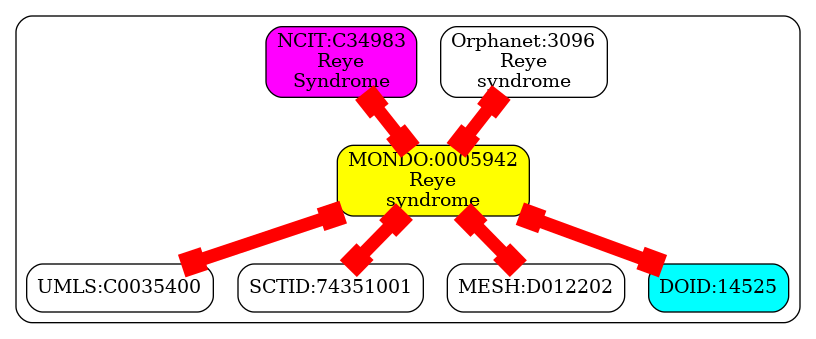 NCIT:C34983
Reye
Syndrome
Orphanet:3096
Reye
syndrome
MONDO:0005942
Reye
syndrome
UMLS:C0035400
SCTID:74351001
MESH:D012202
DOID:14525